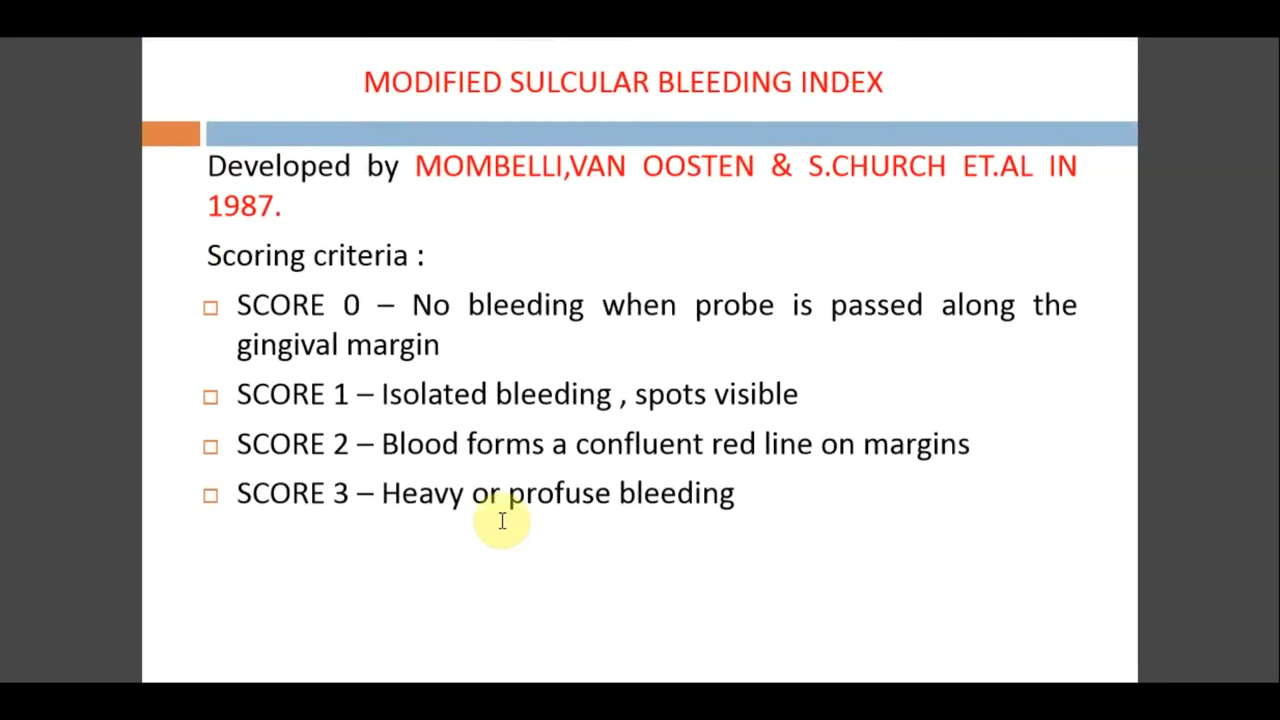 MODIFIED SULCULAR BLEEDING INDEX
Developed by MOMBELLI,VAN OOSTEN & S.CHURCH ET.AL IN
1987.
Scoring criteria :
SCORE 0 – No bleeding when probe is passed along the
gingival margin
SCORE 1 – Isolated bleeding , spots visible
SCORE 2 – Blood forms a confluent red line on margins
SCORE 3 – Heavy or profuse bleeding